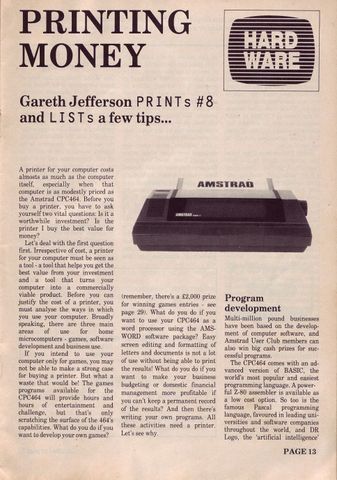 PRINTING
MONEY
HARD
WARE
Gareth Jefferson PRINTs #8
and LISTs a few tips...
A printer for your computer costs
almosts as much as the computer
itself, especially when that
computer is as modestly priced as
the Amstrad CPC464. Before you
buy a printer, you have to ask
yourself two vital questions: Is it a
worthwhile investment? Is the
printer I buy the best value for
money?
Let's deal with the first question
first. Irrespective of cost, a printer
for your computer must be seen as
a tool - a tool that helps you get the
best value from your investment
and a tool that turns your
computer into a commercially
viable product. Before you can
justify the cost of a printer, you
must analyse the ways in which
you use your computer. Broadly
speaking, there are three main
areas of use for home
microcomputers - games, software
development and business use.
If you intend to use your
computer only for games, you may
not be able to make a strong case
for buying a printer. But what a
waste that would be! The games
programs available for the
CPC464 will provide hours and
hours of entertainment and
challenge, but that's only
scratching the surface of the 464's
capabilities. What do you do if you
want to develop your own games?
AMSTRAD
AMSTRAD
(remember, there's a £2,000 prize
for winning games entries - see
page 29). What do you do if you
want to use your CPC464 as a
word processor using the AMS-
WORD software package? Easy
screen editing and formatting of
letters and documents is not a lot
of use without being able to print
the results! What do you do if you
want to make your business
budgeting or domestic financial
management more profitable if
you can't keep a permanent record
of the results? And then there's
writing your own programs. All
these activities need a printer.
Let's see why.
Program
development
Multi-million pound businesses
have been based on the develop-
ment of computer software, and
Amstrad User Club members can
also win big cash prizes for suc-
cessful programs.
The CPC464 comes with an ad-
vanced version of BASIC, the
world's most popular and easiest
programming language. A power-
ful Z-80 assembler is available as
a low cost option. So too is the
famous Pascal programming
language, favoured in leading uni-
versities and software companies
throughout the world, and DR
Logo, the 'artificial intelligence'
PAGE 13